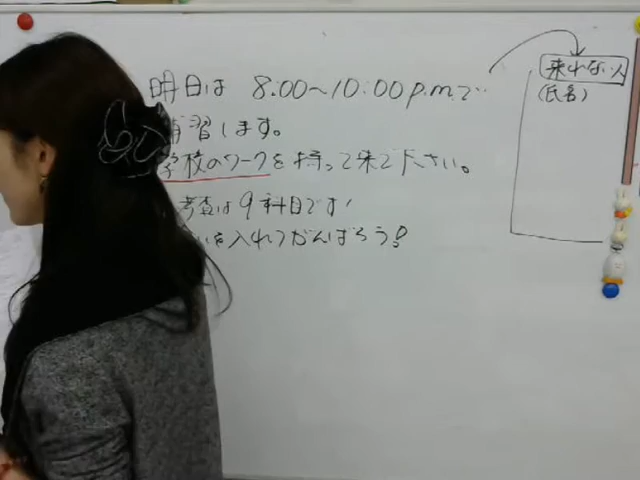 明日は 8:00〜10:00 p.m.で
補習します。
学校のワークを持って来て下さい。
考査は9科目です!
を入れてがんばろう!
来れない人
(氏名)